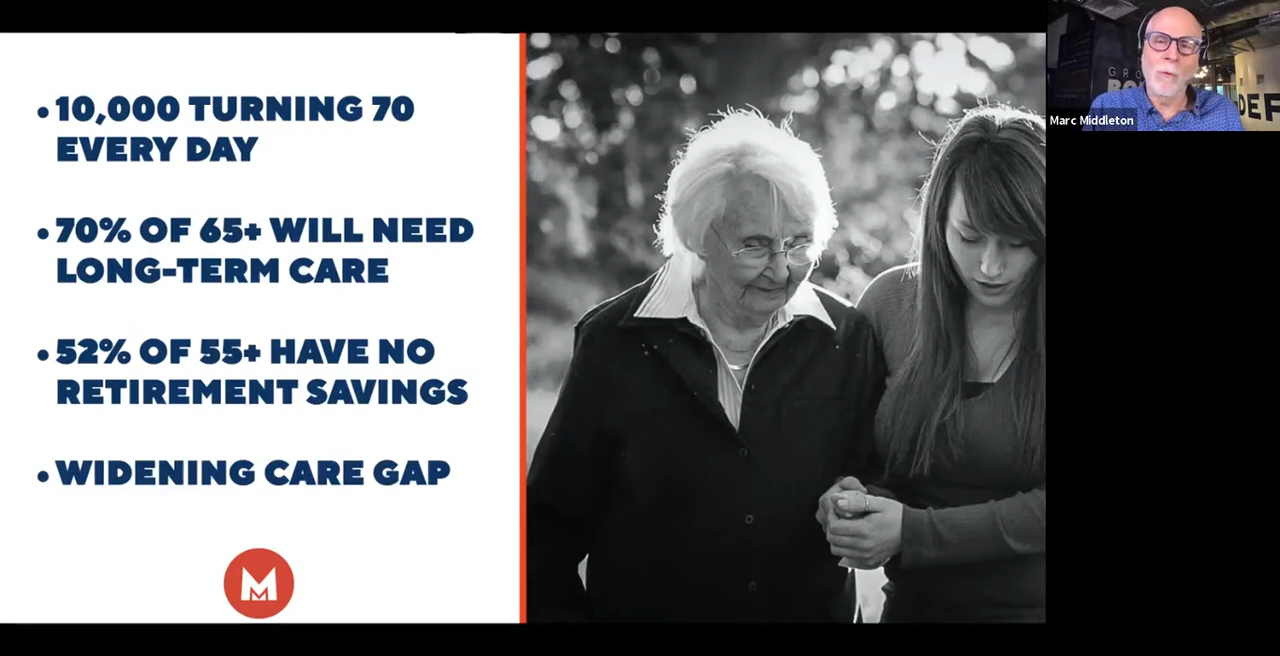 • 10,000 TURNING 70
EVERY DAY
• 70% OF 65+ WILL NEED
LONG-TERM CARE
• 52% OF 55+ HAVE NO
RETIREMENT SAVINGS
• WIDENING CARE GAP
M
Marc Middleton